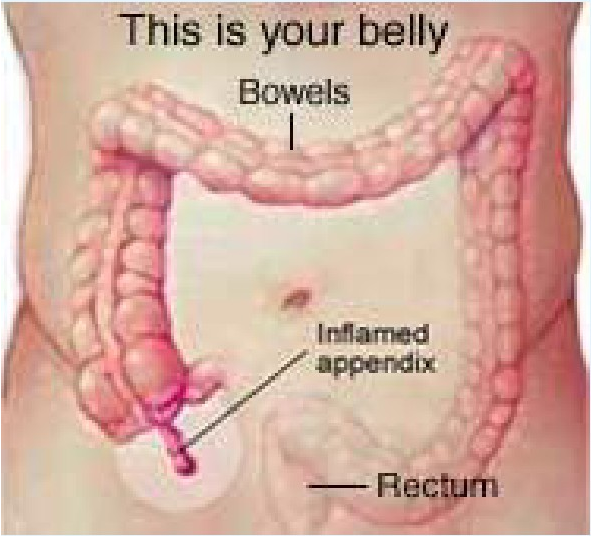 This is your belly
Bowels
Inflamed
appendix
Rectum